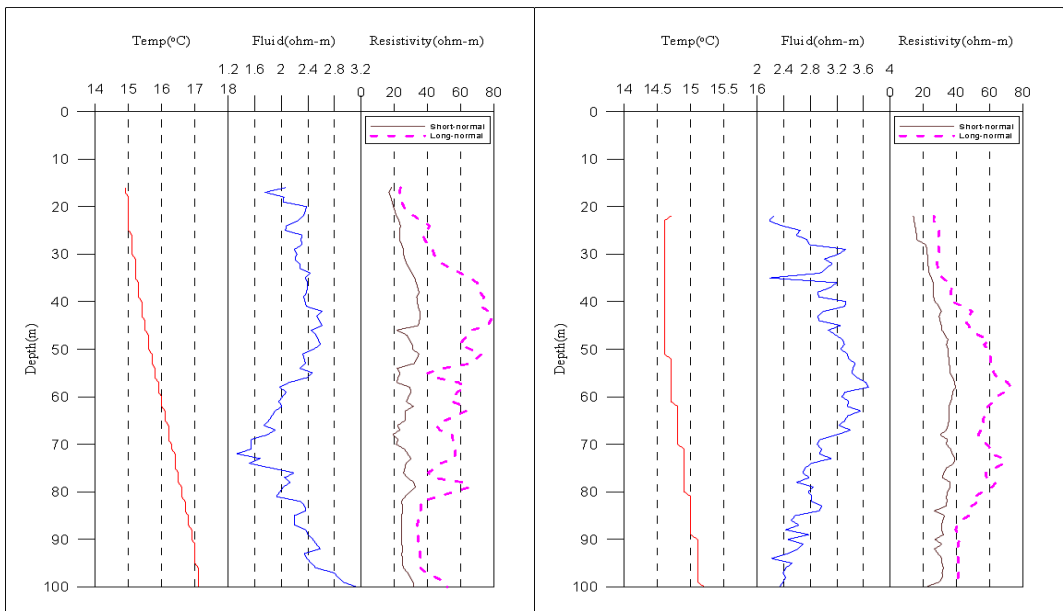 Temp(ºC) Fluid(ohm-m) Resistivity(ohm-m)
1.2 1.6 2 2.4 2.8 3.2
14 15 16 17 18 0 20 40 60 80
Short-normal
Long-normal
0
10
20
30
40
50
60
70
80
90
100
Depth(m)
Temp(ºC) Fluid(ohm-m) Resistivity(ohm-m)
2 2.4 2.8 3.2 3.6 4
14 14.5 15 15.5 16 0 20 40 60 80
Short-normal
Long-normal
0
10
20
30
40
50
60
70
80
90
100
Depth(m)